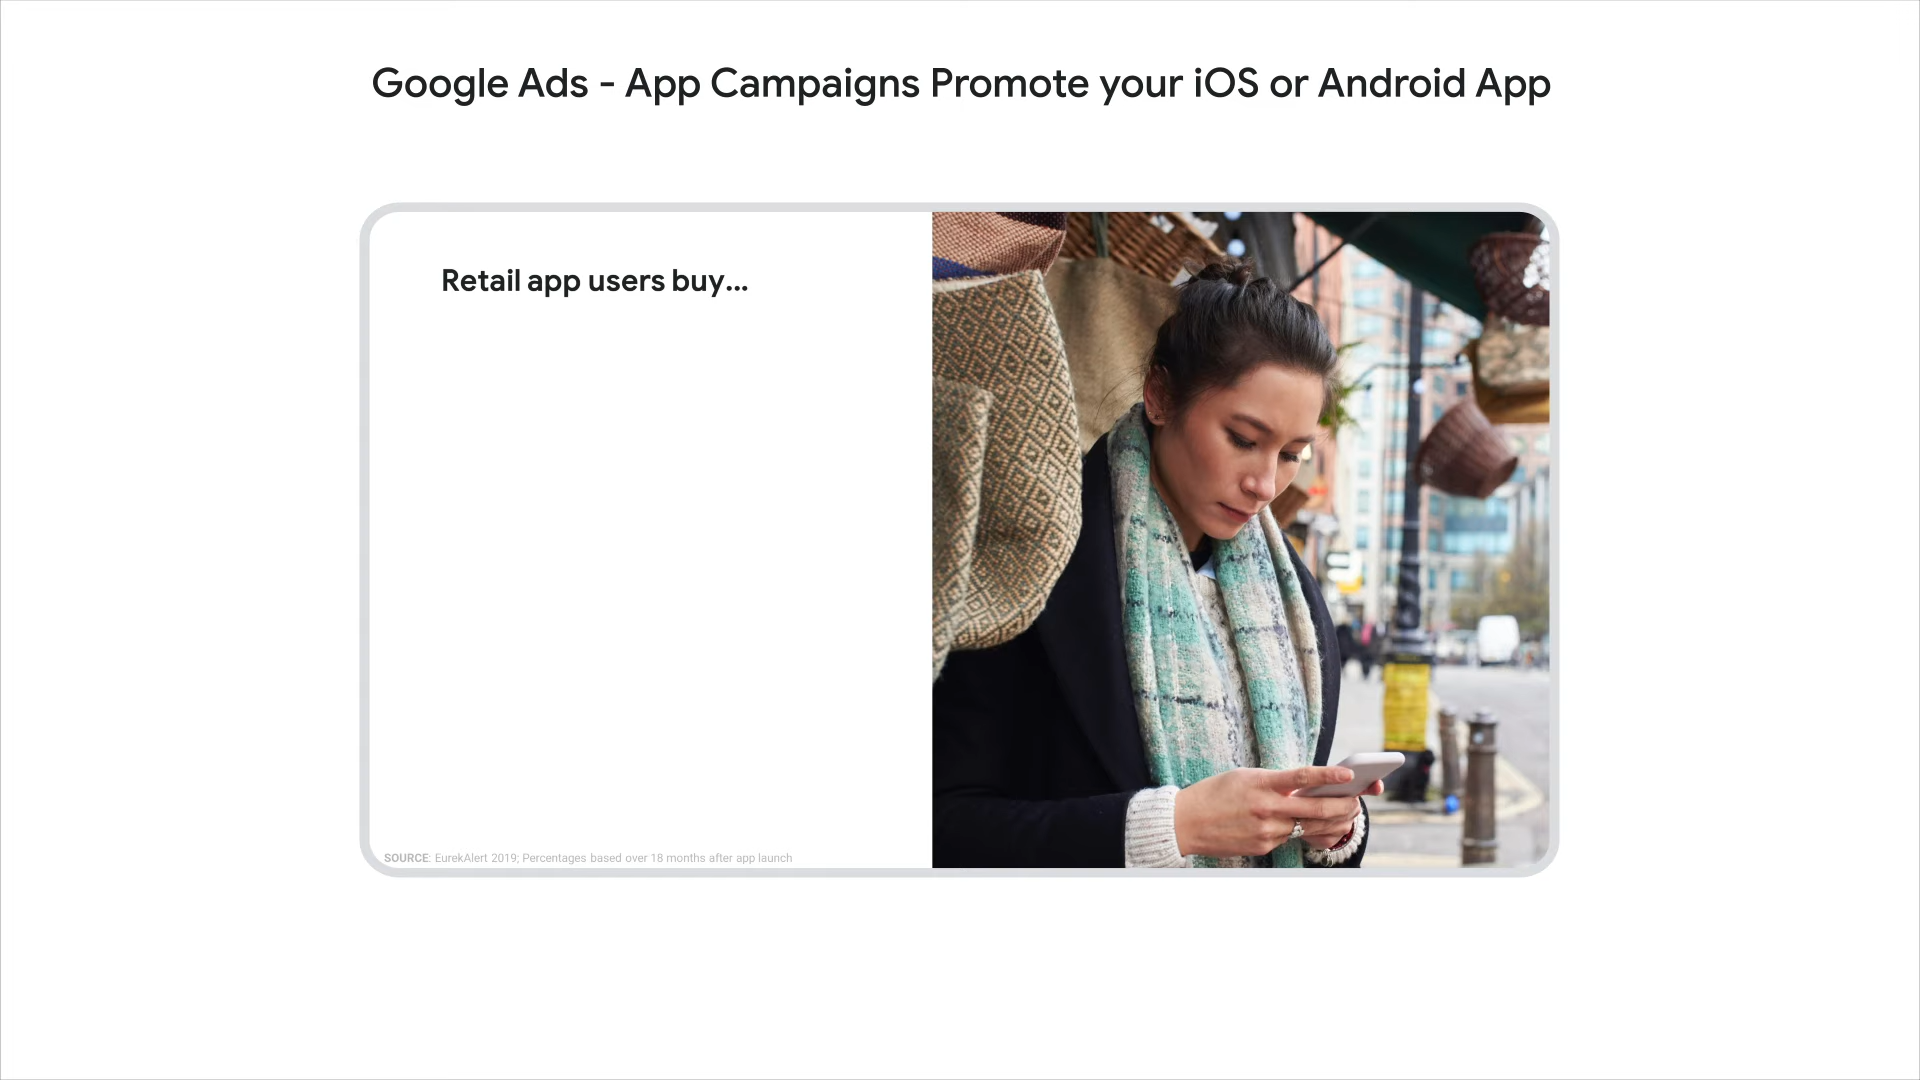 Google Ads - App Campaigns Promote your iOS or Android App
Retail app users buy...
SOURCE: EurekAlert 2019; Percentages based over 18 months after app launch